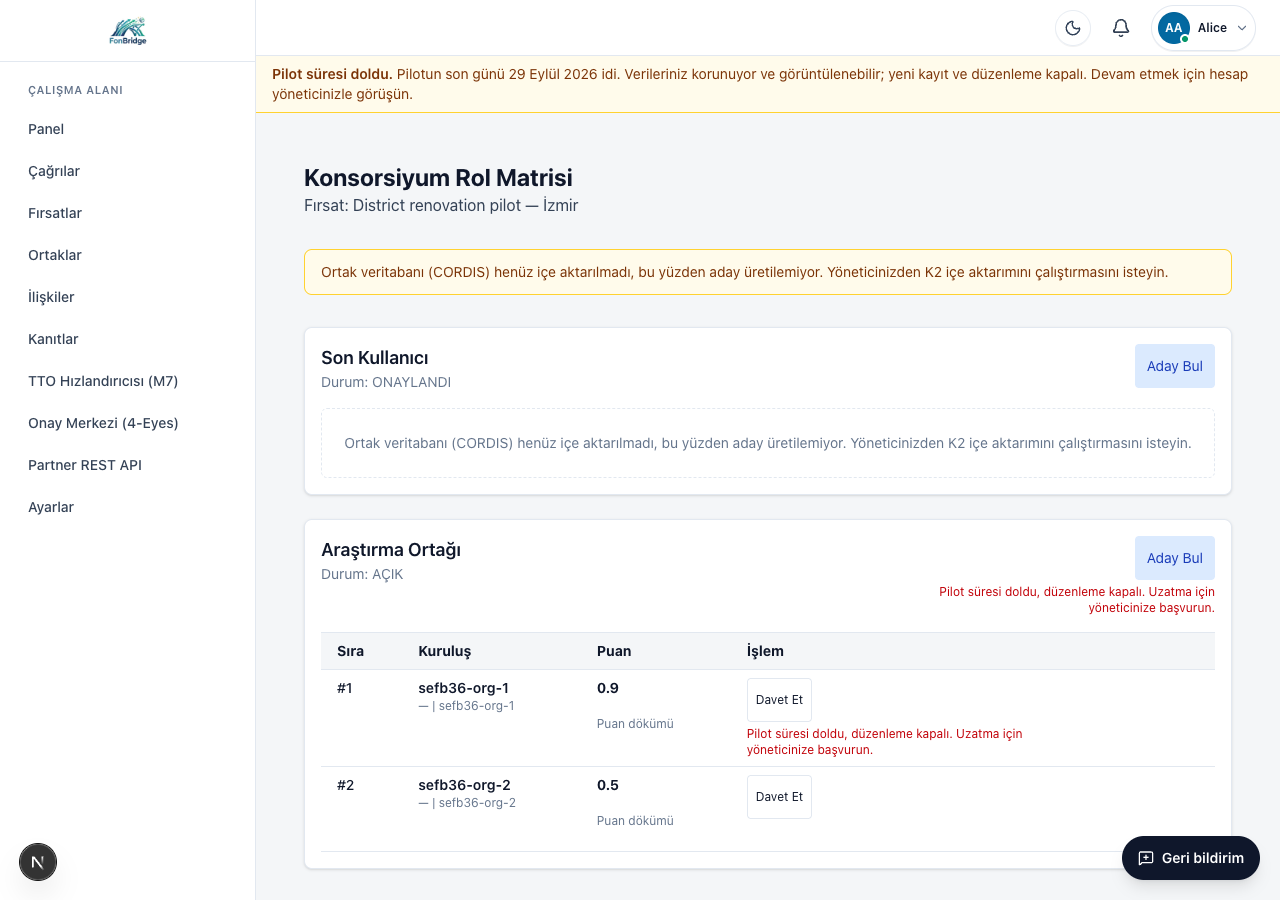 FonBridge
AA
Alice
ÇALIŞMA ALANI
Panel
Çağrılar
Fırsatlar
Ortaklar
İlişkiler
Kanıtlar
TTO Hızlandırıcısı (M7)
Onay Merkezi (4-Eyes)
Partner REST API
Ayarlar
N
Pilot süresi doldu. Pilotun son günü 29 Eylül 2026 idi. Verileriniz korunuyor ve görüntülenebilir; yeni kayıt ve düzenleme kapalı. Devam etmek için hesap
yöneticinizle görüşün.
Konsorsiyum Rol Matrisi
Fırsat: District renovation pilot — İzmir
Ortak veritabanı (CORDIS) henüz içe aktarılmadı, bu yüzden aday üretilemiyor. Yöneticinizden K2 içe aktarımını çalıştırmasını isteyin.
Son Kullanıcı
Aday Bul
Durum: ONAYLANDI
Ortak veritabanı (CORDIS) henüz içe aktarılmadı, bu yüzden aday üretilemiyor. Yöneticinizden K2 içe aktarımını çalıştırmasını isteyin.
Araştırma Ortağı
Aday Bul
Durum: AÇIK
Pilot süresi doldu, düzenleme kapalı. Uzatma için
yöneticinize başvurun.
Sıra Kuruluş Puan İşlem
#1 sefb36-org-1 0.9 Davet Et
— | sefb36-org-1
Puan dökümü
Pilot süresi doldu, düzenleme kapalı. Uzatma için
yöneticinize başvurun.
#2 sefb36-org-2 0.5 Davet Et
— | sefb36-org-2
Puan dökümü
Geri bildirim